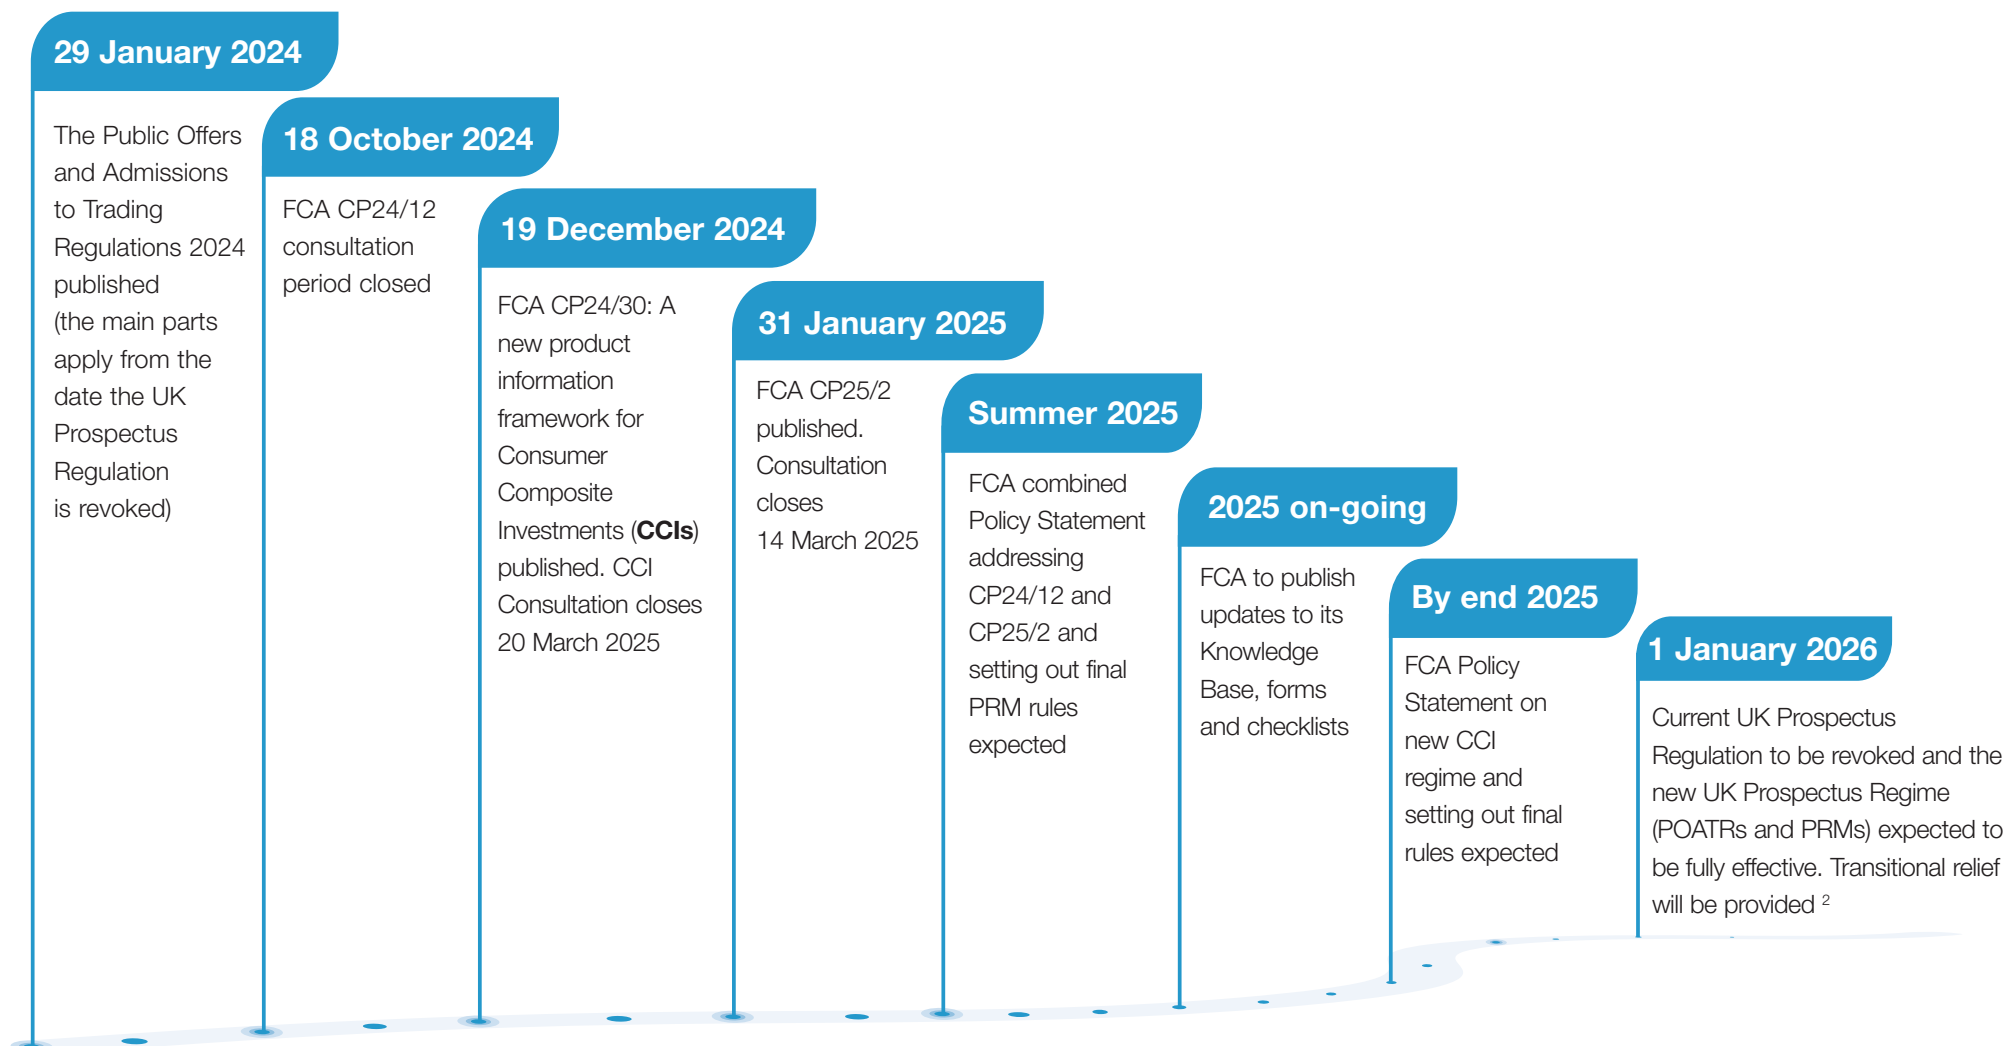 29 January 2024
The Public Offers
and Admissions
to Trading
Regulations 2024
published
(the main parts
apply from the
date the UK
Prospectus
Regulation
is revoked)
18 October 2024
FCA CP24/12
consultation
period closed
19 December 2024
FCA CP24/30: A
new product
information
framework for
Consumer
Composite
Investments (CCIs)
published. CCI
Consultation closes
20 March 2025
31 January 2025
FCA CP25/2
published.
Consultation
closes
14 March 2025
Summer 2025
FCA combined
Policy Statement
addressing
CP24/12 and
CP25/2 and
setting out final
PRM rules
expected
2025 on-going
FCA to publish
updates to its
Knowledge
Base, forms
and checklists
By end 2025
FCA Policy
Statement on
new CCI
regime and
setting out final
rules expected
1 January 2026
Current UK Prospectus
Regulation to be revoked and the
new UK Prospectus Regime
(POATRs and PRMs) expected to
be fully effective. Transitional relief
will be provided 2